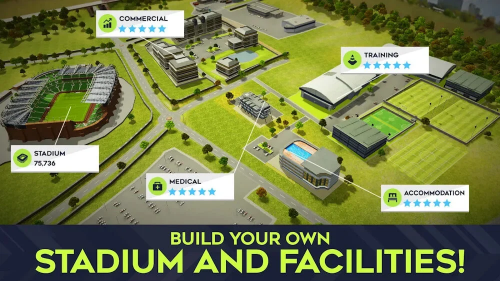 COMMERCIAL
TRAINING
STADIUM
75,736
MEDICAL
ACCOMMODATION
BUILD YOUR OWN
STADIUM AND FACILITIES!